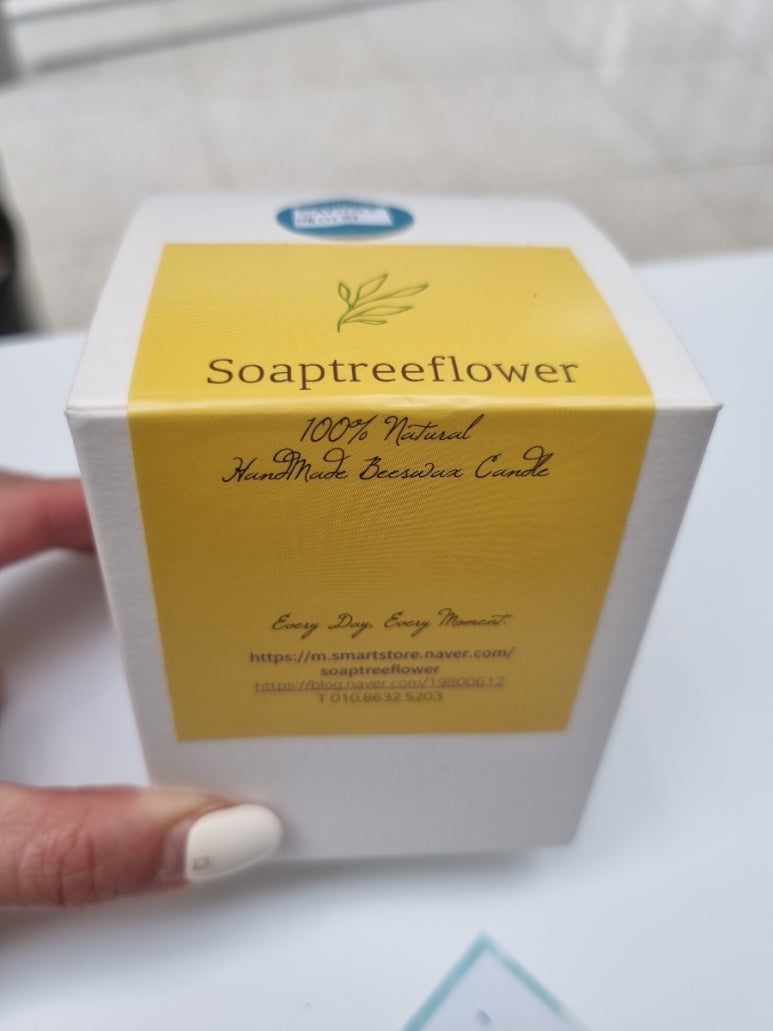 Soaptreeflower
100% Natural
HandMade Beeswax Candle
Every Day, Every Moment.
https://m.smartstore.naver.com/
soaptreeflower
https://blog.naver.com/19800612
T 010.8632.5203